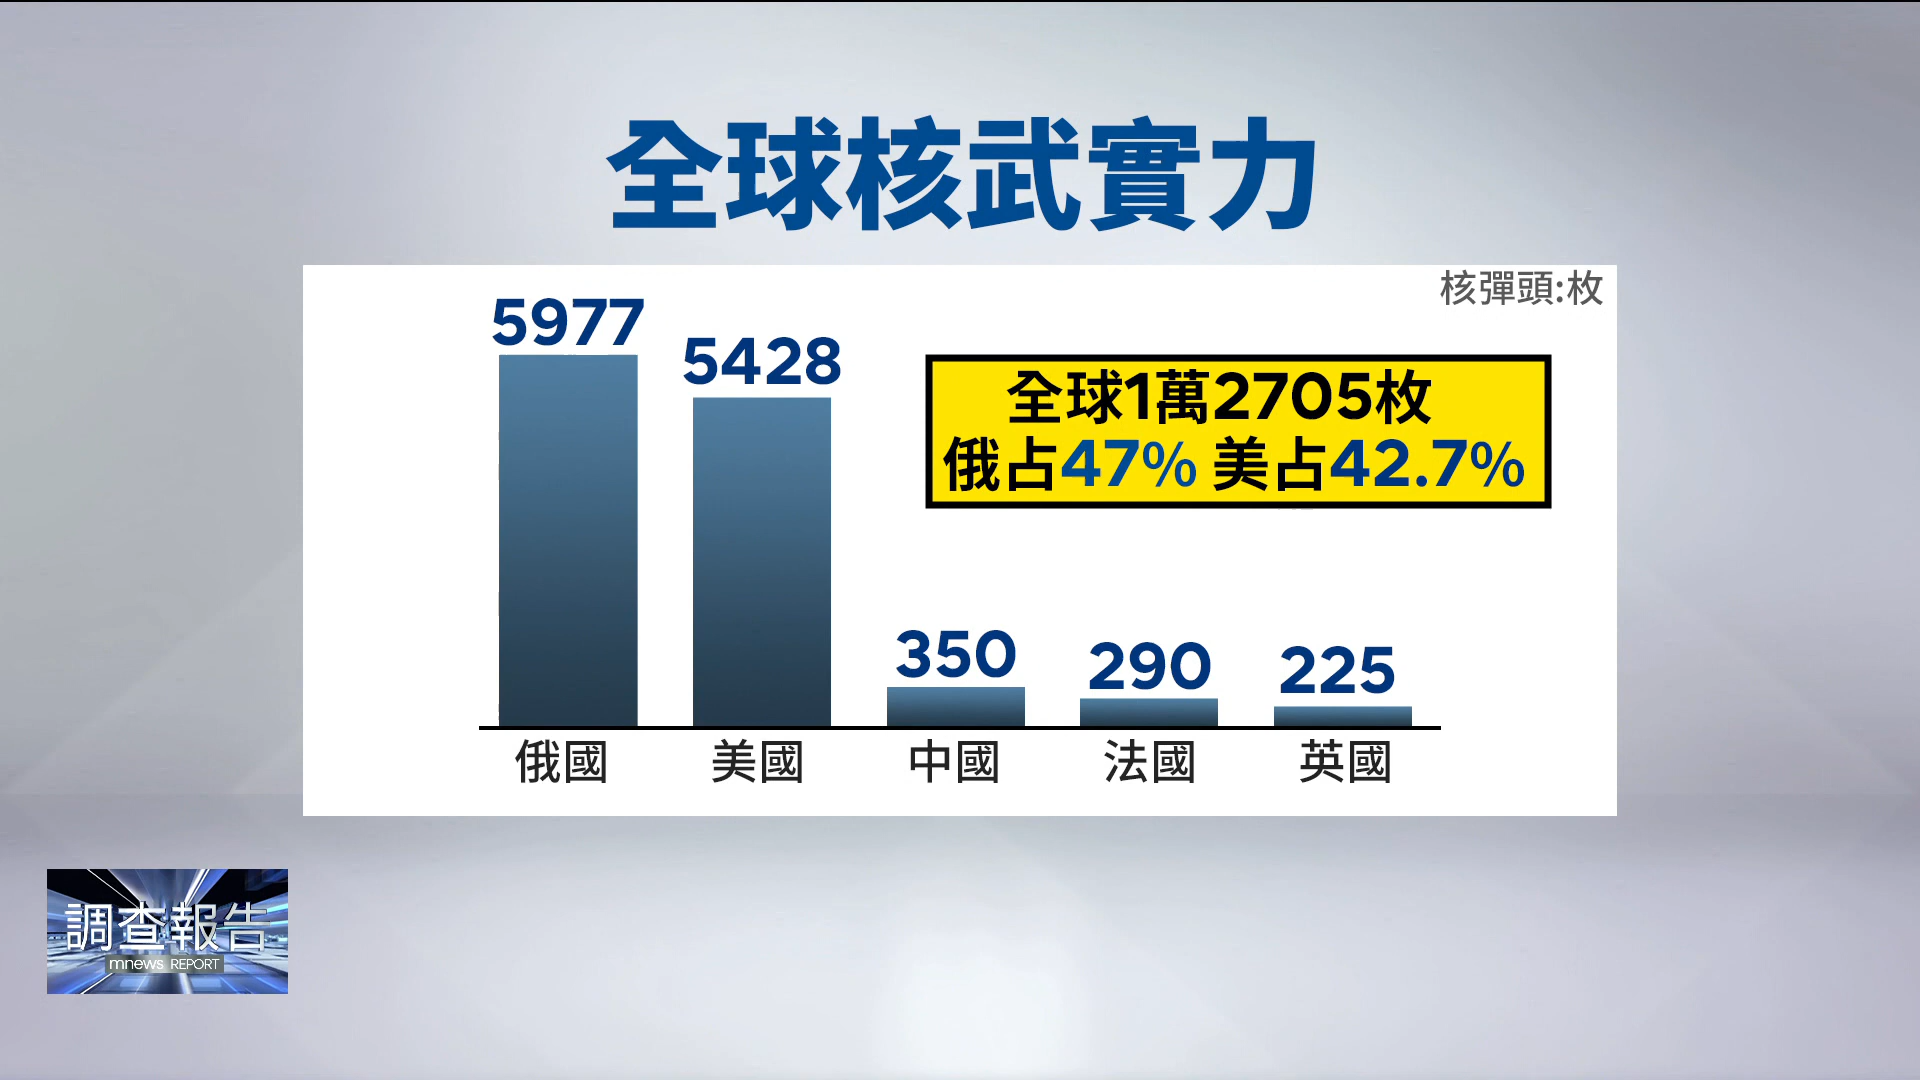 全球核武實力
核彈頭:枚
5977
5428
350
290
225
全球1萬2705枚
俄占47% 美占42.7%
俄國
美國
中國
法國
英國
調查報告
mnews REPORT